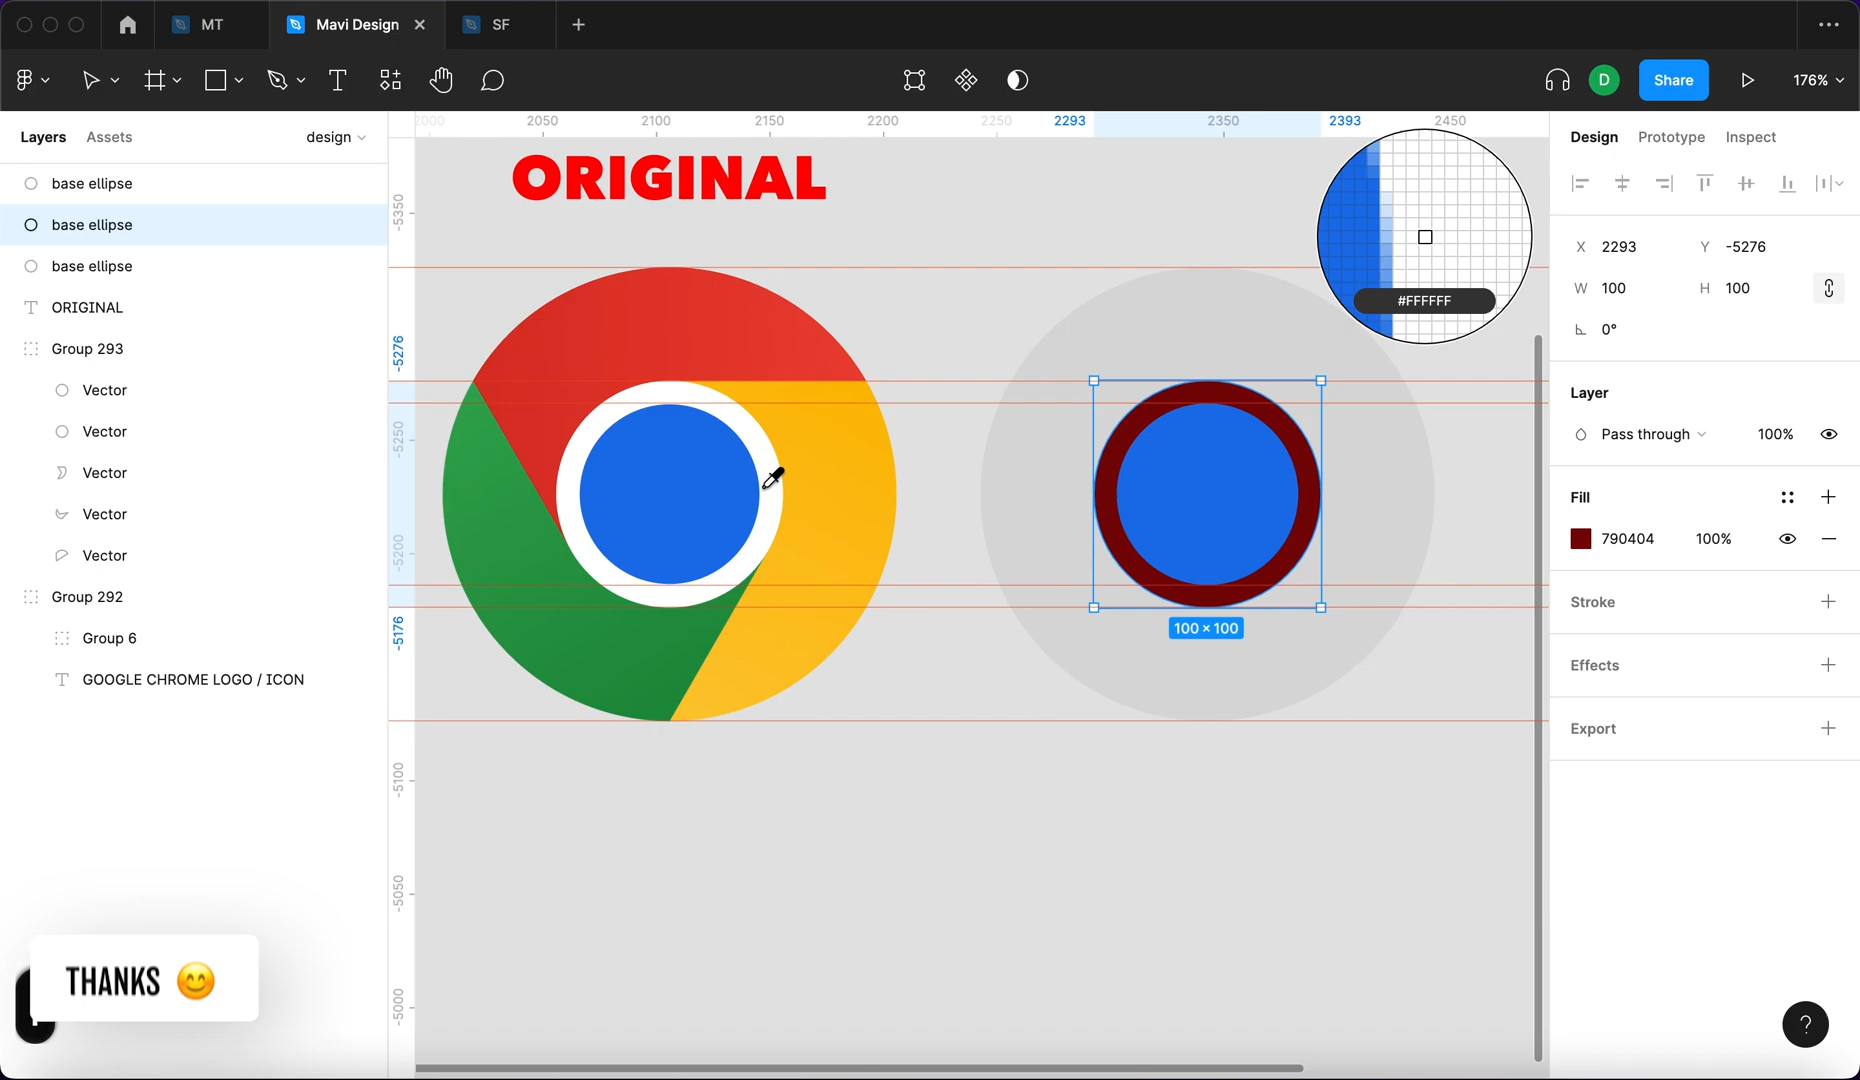 MT
Mavi Design
SF
D
Share
176%
Layers
Assets
design
base ellipse
base ellipse
base ellipse
ORIGINAL
Group 293
Vector
Vector
Vector
Vector
Vector
Group 292
Group 6
GOOGLE CHROME LOGO / ICON
THANKS 😊
2000 2050 2100 2150 2200 2250 2293 2350 2393 2450
-5350
-5276
-5250
-5200
-5176
-5100
-5050
-5000
ORIGINAL
#FFFFFF
100 × 100
Design Prototype Inspect
X 2293 Y -5276
W 100 H 100
0°
Layer
Pass through 100%
Fill
790404 100%
Stroke
Effects
Export
?